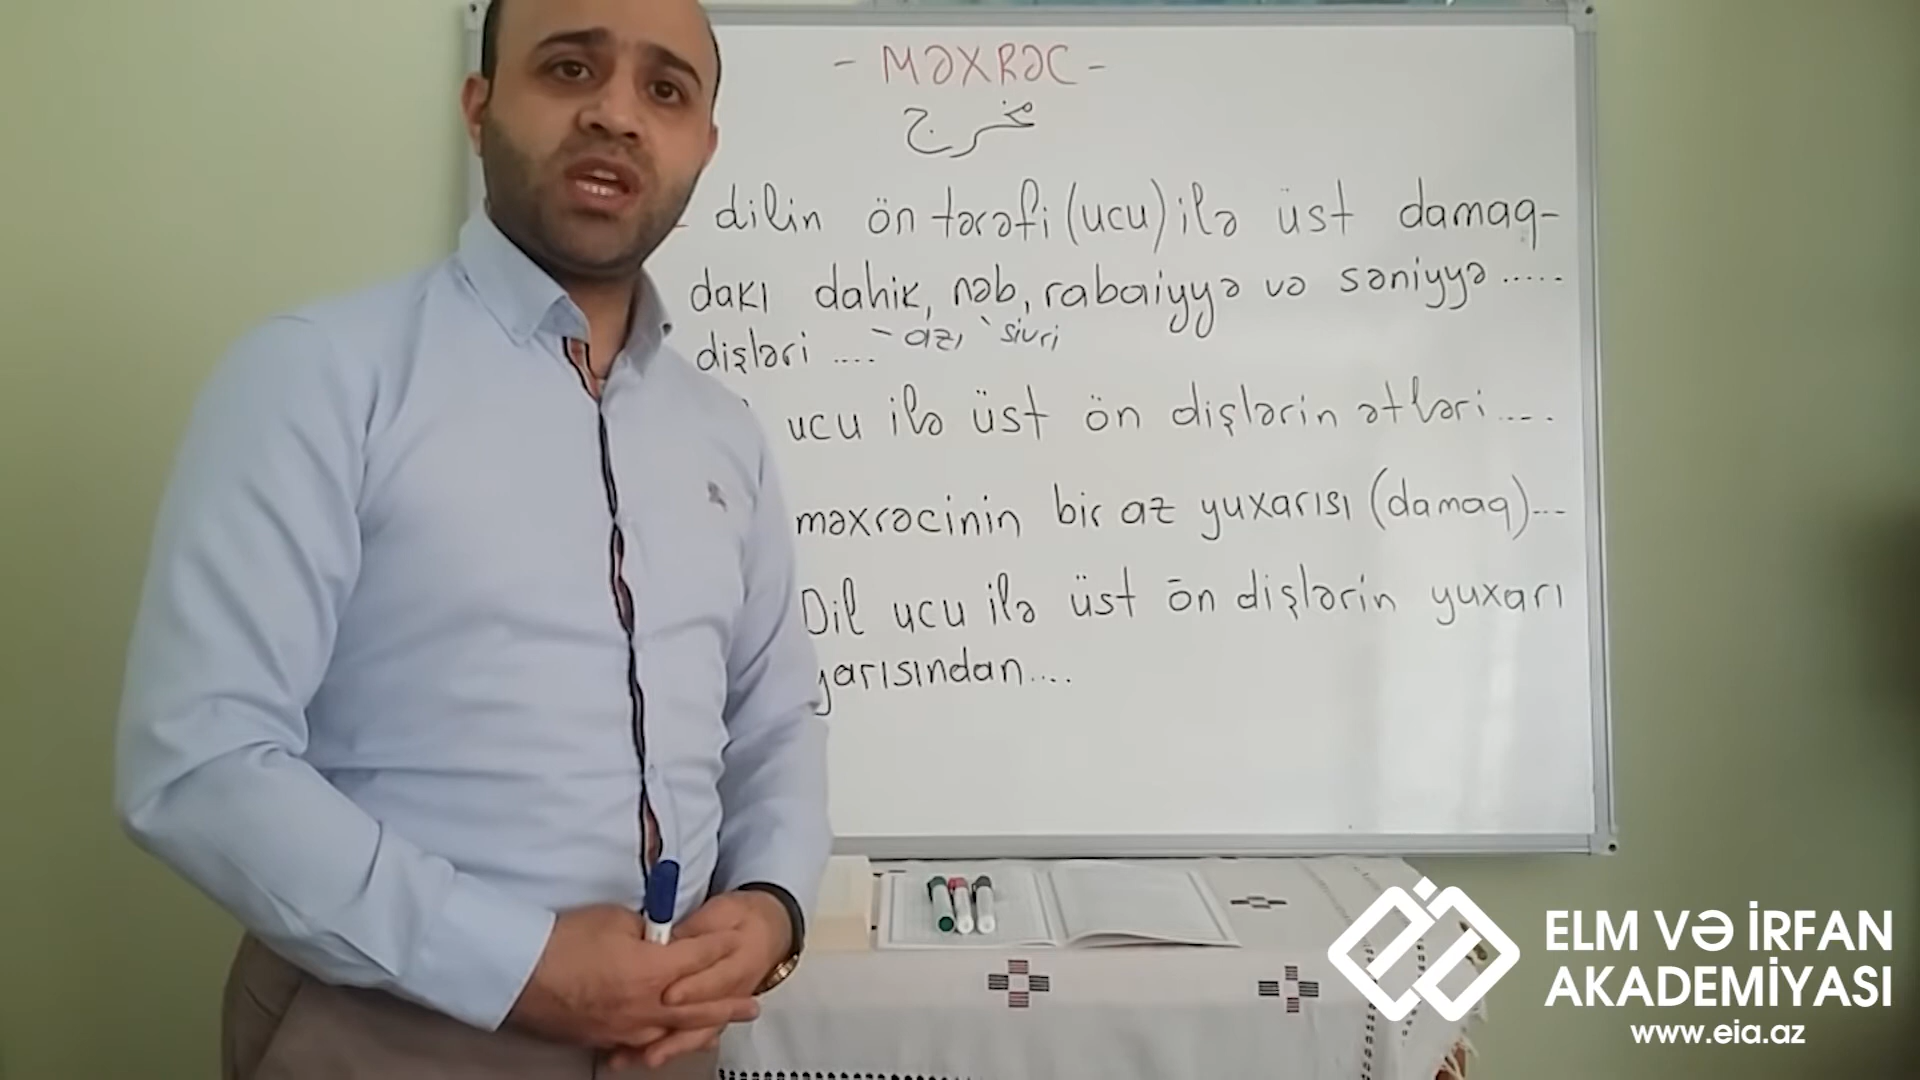 - MƏXRƏC -
مخرج
- dilin ön tərəfi (ucu) ilə üst damaq-
dakı dahik, nəb, rabaiyyə və səniyyə .....
- azı ` sivri
dişləri ....
ucu ilə üst ön dişlərin ətləri ....
məxrəcinin bir az yuxarısı (damaq)...
Dil ucu ilə üst ön dişlərin yuxarı
yarısından....
ELM VƏ İRFAN
AKADEMİYASI
www.eia.az